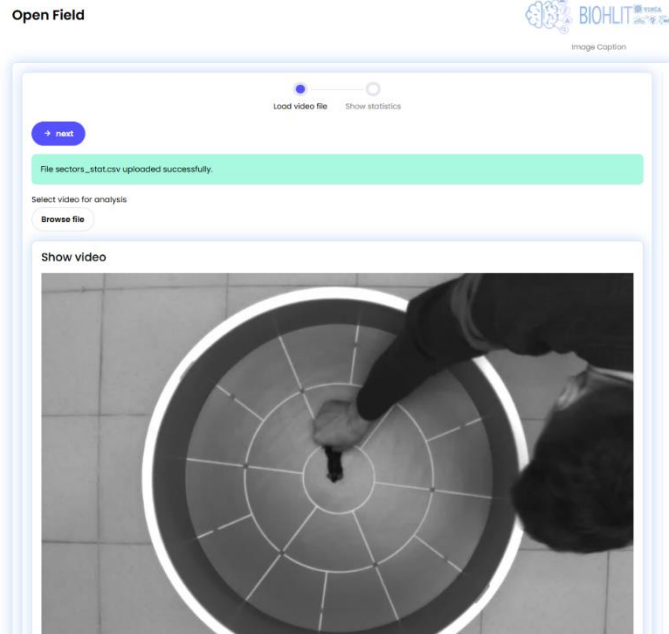 Open Field
BIOHLIT
Image Caption
Load video file
Show statistics
→ next
File sectors_stat.csv uploaded successfully.
Select video for analysis
Browse file
Show video